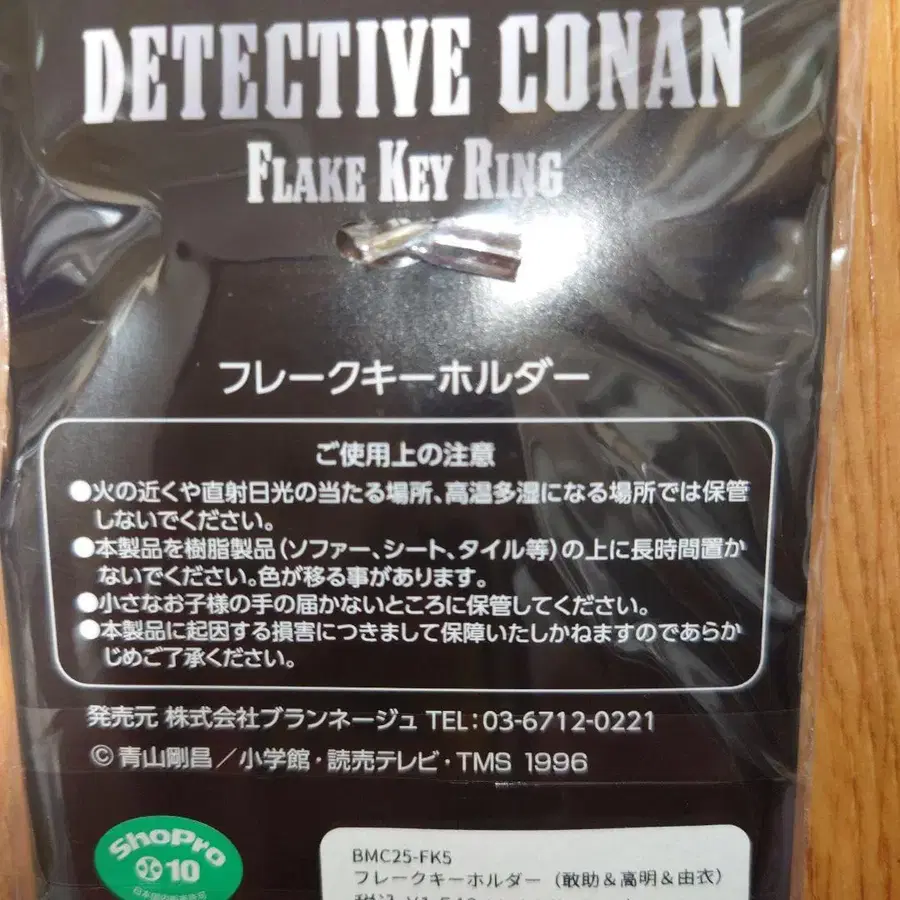 DETECTIVE CONAN
FLAKE KEY RING
フレークキーホルダー
ご使用上の注意
●火の近くや直射日光の当たる場所、高温多湿になる場所では保管
しないでください。
●本製品を樹脂製品(ソファー、シート、タイル等)の上に長時間置か
ないでください。色が移る事があります。
●小さなお子様の手の届かないところに保管してください。
●本製品に起因する損害につきまして保障いたしかねますのであらか
じめご了承ください。
発売元 株式会社ブランネージュ TEL:03-6712-0221
© 青山剛昌/小学館・読売テレビ・TMS 1996
ShoPro
10
BMC25-FK5
フレークキーホルダー (敢助&高明&由衣)